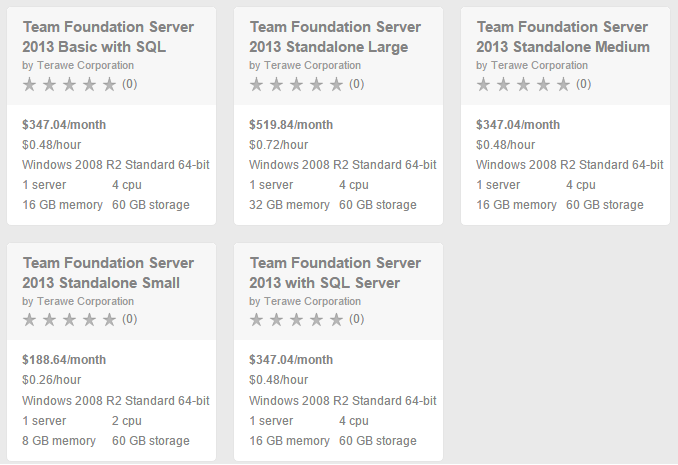 Team Foundation Server
2013 Basic with SQL
by Terawe Corporation
(0)
$347.04/month
$0.48/hour
Windows 2008 R2 Standard 64-bit
1 server 4 cpu
16 GB memory 60 GB storage
Team Foundation Server
2013 Standalone Large
by Terawe Corporation
(0)
$519.84/month
$0.72/hour
Windows 2008 R2 Standard 64-bit
1 server 4 cpu
32 GB memory 60 GB storage
Team Foundation Server
2013 Standalone Medium
by Terawe Corporation
(0)
$347.04/month
$0.48/hour
Windows 2008 R2 Standard 64-bit
1 server 4 cpu
16 GB memory 60 GB storage
Team Foundation Server
2013 Standalone Small
by Terawe Corporation
(0)
$188.64/month
$0.26/hour
Windows 2008 R2 Standard 64-bit
1 server 2 cpu
8 GB memory 60 GB storage
Team Foundation Server
2013 with SQL Server
by Terawe Corporation
(0)
$347.04/month
$0.48/hour
Windows 2008 R2 Standard 64-bit
1 server 4 cpu
16 GB memory 60 GB storage